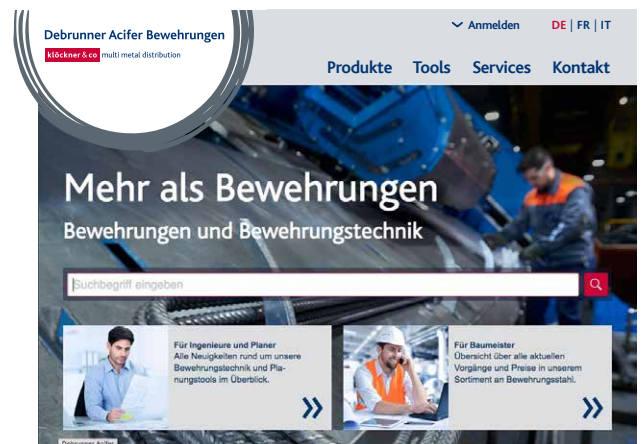 Debrunner Acifer Bewehrungen
klöckner & co multi metal distribution
Anmelden DE | FR | IT
Produkte Tools Services Kontakt
Mehr als Bewehrungen
Bewehrungen und Bewehrungstechnik
Suchbegriff eingeben
Für Ingenieure und Planer
Alle Neuigkeiten rund um unsere
Bewehrungstechnik und Pla-
nungstools im Überblick.
Für Baumeister
Übersicht über alle aktuellen
Vorgänge und Preise in unserem
Sortiment an Bewehrungsstahl.
Debrunner Acifer